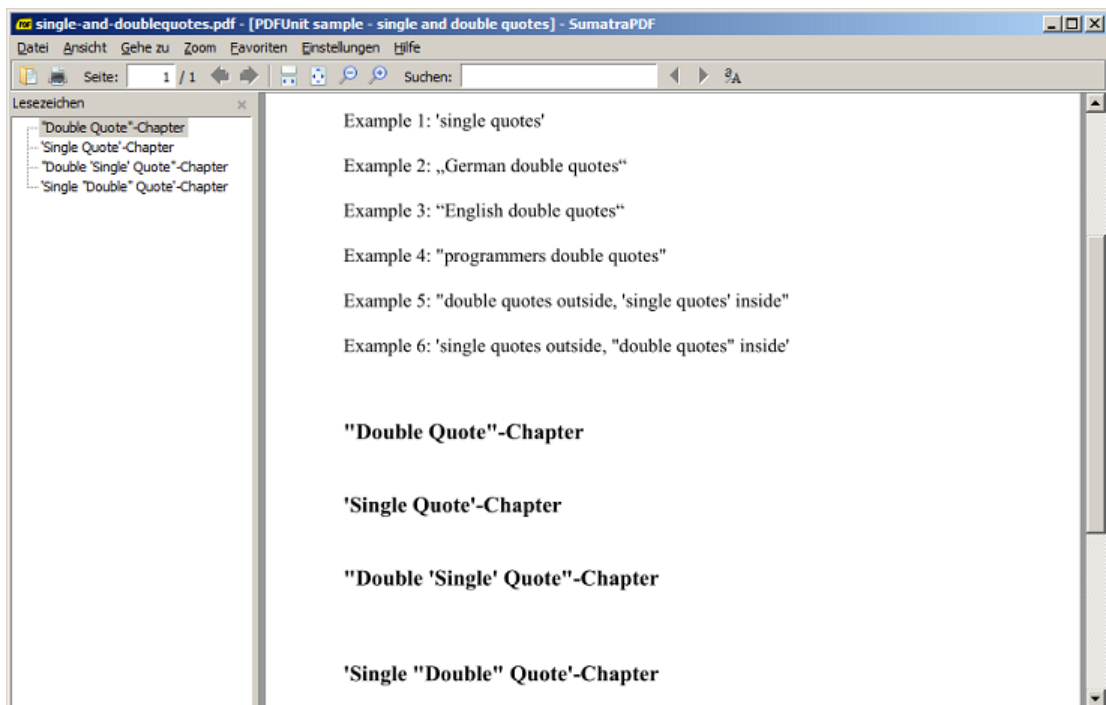 single-and-doublequotes.pdf - [PDFUnit sample - single and double quotes] - SumatraPDF
Datei Ansicht Gehe zu Zoom Favoriten Einstellungen Hilfe
Seite: 1 / 1 Suchen:
Lesezeichen
"Double Quote"-Chapter
'Single Quote'-Chapter
"Double 'Single' Quote"-Chapter
'Single "Double" Quote'-Chapter
Example 1: 'single quotes'
Example 2: „German double quotes“
Example 3: “English double quotes“
Example 4: "programmers double quotes"
Example 5: "double quotes outside, 'single quotes' inside"
Example 6: 'single quotes outside, "double quotes" inside'
"Double Quote"-Chapter
'Single Quote'-Chapter
"Double 'Single' Quote"-Chapter
'Single "Double" Quote'-Chapter